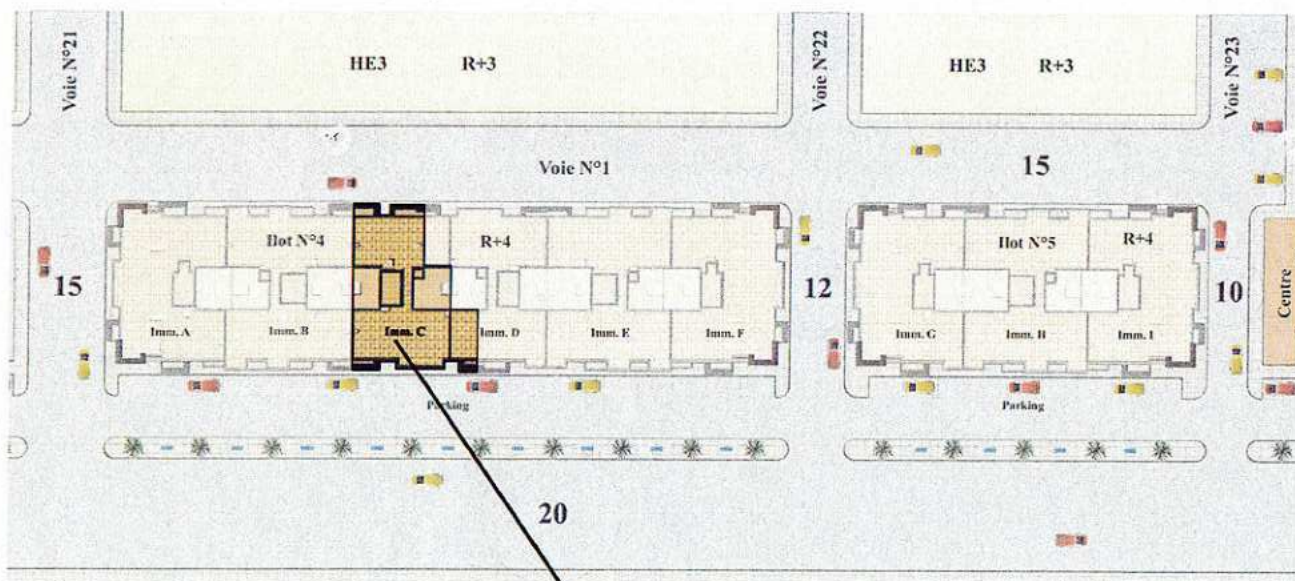 Voie N°21
HE3 R+3
Voie N°22
HE3 R+3
Voie N°23
Voie N°1
15
Ilot N°4 R+4
Ilot N°5 R+4
15
12
10
Centre
Imm. A
Imm. B
Imm. C
Imm. D
Imm. E
Imm. F
Imm. G
Imm. H
Imm. I
Parking
Parking
20